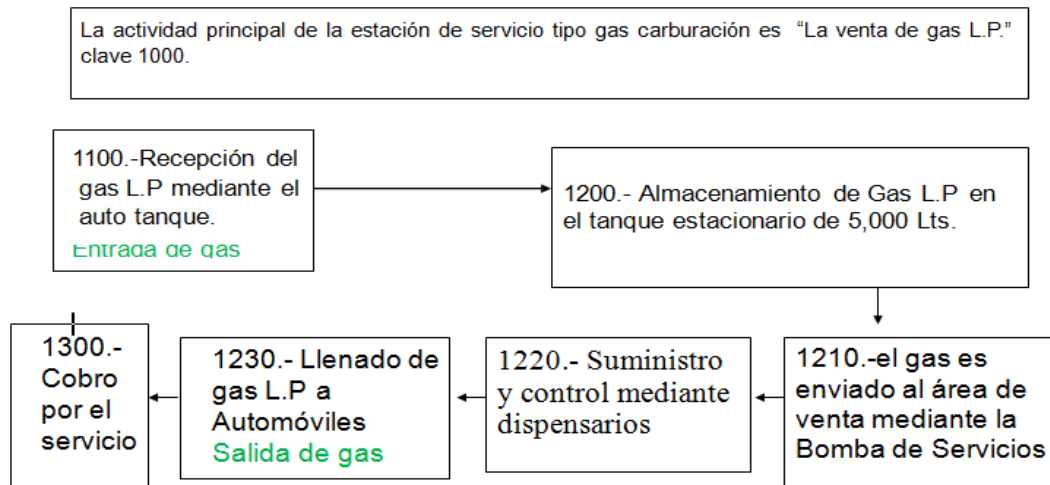 La actividad principal de la estación de servicio tipo gas carburación es “La venta de gas L.P.”
clave 1000.
1100.-Recepción del
gas L.P mediante el
auto tanque.
Entrada de gas
1200.- Almacenamiento de Gas L.P en
el tanque estacionario de 5,000 Lts.
1300.-
Cobro
por el
servicio
1230.- Llenado de
gas L.P a
Automóviles
Salida de gas
1220.- Suministro
y control mediante
dispensarios
1210.-el gas es
enviado al área de
venta mediante la
Bomba de Servicios